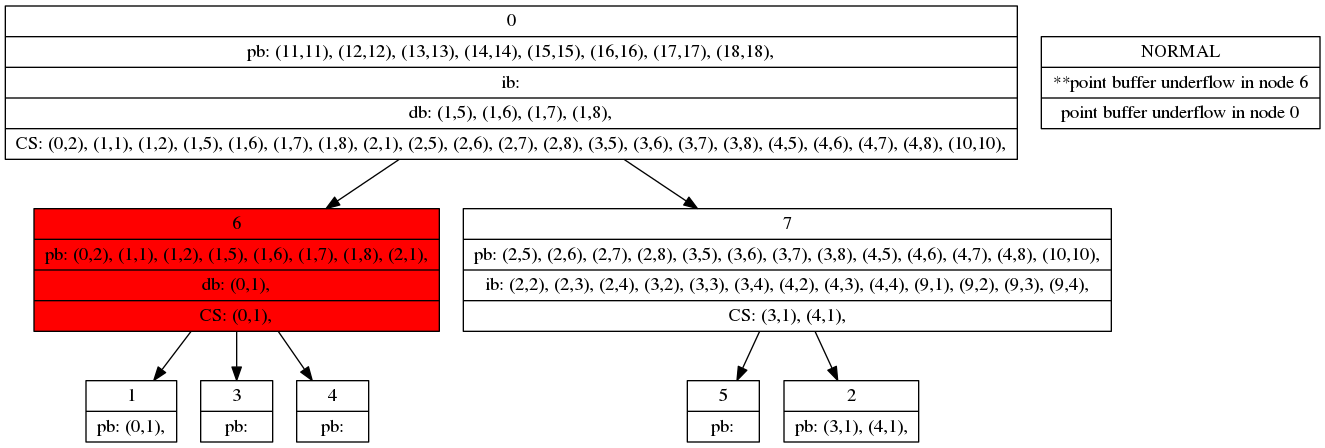 0
pb: (11,11), (12,12), (13,13), (14,14), (15,15), (16,16), (17,17), (18,18),
ib:
db: (1,5), (1,6), (1,7), (1,8),
CS: (0,2), (1,1), (1,2), (1,5), (1,6), (1,7), (1,8), (2,1), (2,5), (2,6), (2,7), (2,8), (3,5), (3,6), (3,7), (3,8), (4,5), (4,6), (4,7), (4,8), (10,10),
NORMAL
**point buffer underflow in node 6
point buffer underflow in node 0
6
pb: (0,2), (1,1), (1,2), (1,5), (1,6), (1,7), (1,8), (2,1),
db: (0,1),
CS: (0,1),
7
pb: (2,5), (2,6), (2,7), (2,8), (3,5), (3,6), (3,7), (3,8), (4,5), (4,6), (4,7), (4,8), (10,10),
ib: (2,2), (2,3), (2,4), (3,2), (3,3), (3,4), (4,2), (4,3), (4,4), (9,1), (9,2), (9,3), (9,4),
CS: (3,1), (4,1),
1
pb: (0,1),
3
pb:
4
pb:
5
pb:
2
pb: (3,1), (4,1),